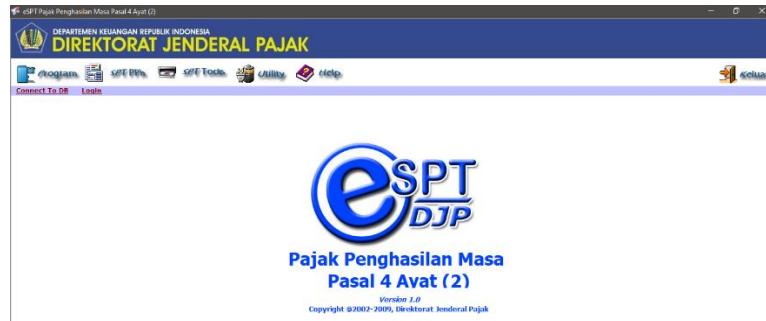 eSPT Pajak Penghasilan Masa Pasal 4 Ayat (2)
DEPARTEMEN KEUANGAN REPUBLIK INDONESIA
DIREKTORAT JENDERAL PAJAK
Program SPT PPh SPT Tools Utility Help Kelua
Connect To DB Login
eSPT
DJP
Pajak Penghasilan Masa
Pasal 4 Ayat (2)
Version 1.0
Copyright @2002-2009, Direktorat Jenderal Pajak